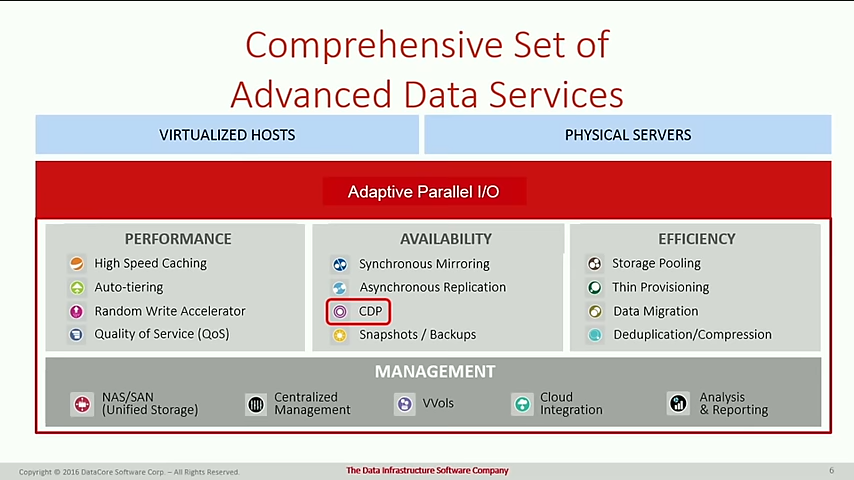 Comprehensive Set of
Advanced Data Services
VIRTUALIZED HOSTS
PHYSICAL SERVERS
Adaptive Parallel I/O
PERFORMANCE
High Speed Caching
Auto-tiering
Random Write Accelerator
Quality of Service (QoS)
AVAILABILITY
Synchronous Mirroring
Asynchronous Replication
CDP
Snapshots / Backups
EFFICIENCY
Storage Pooling
Thin Provisioning
Data Migration
Deduplication/Compression
MANAGEMENT
NAS/SAN
(Unified Storage)
Centralized
Management
VVols
Cloud
Integration
Analysis
& Reporting
Copyright © 2016 DataCore Software Corp. – All Rights Reserved.
The Data Infrastructure Software Company
6